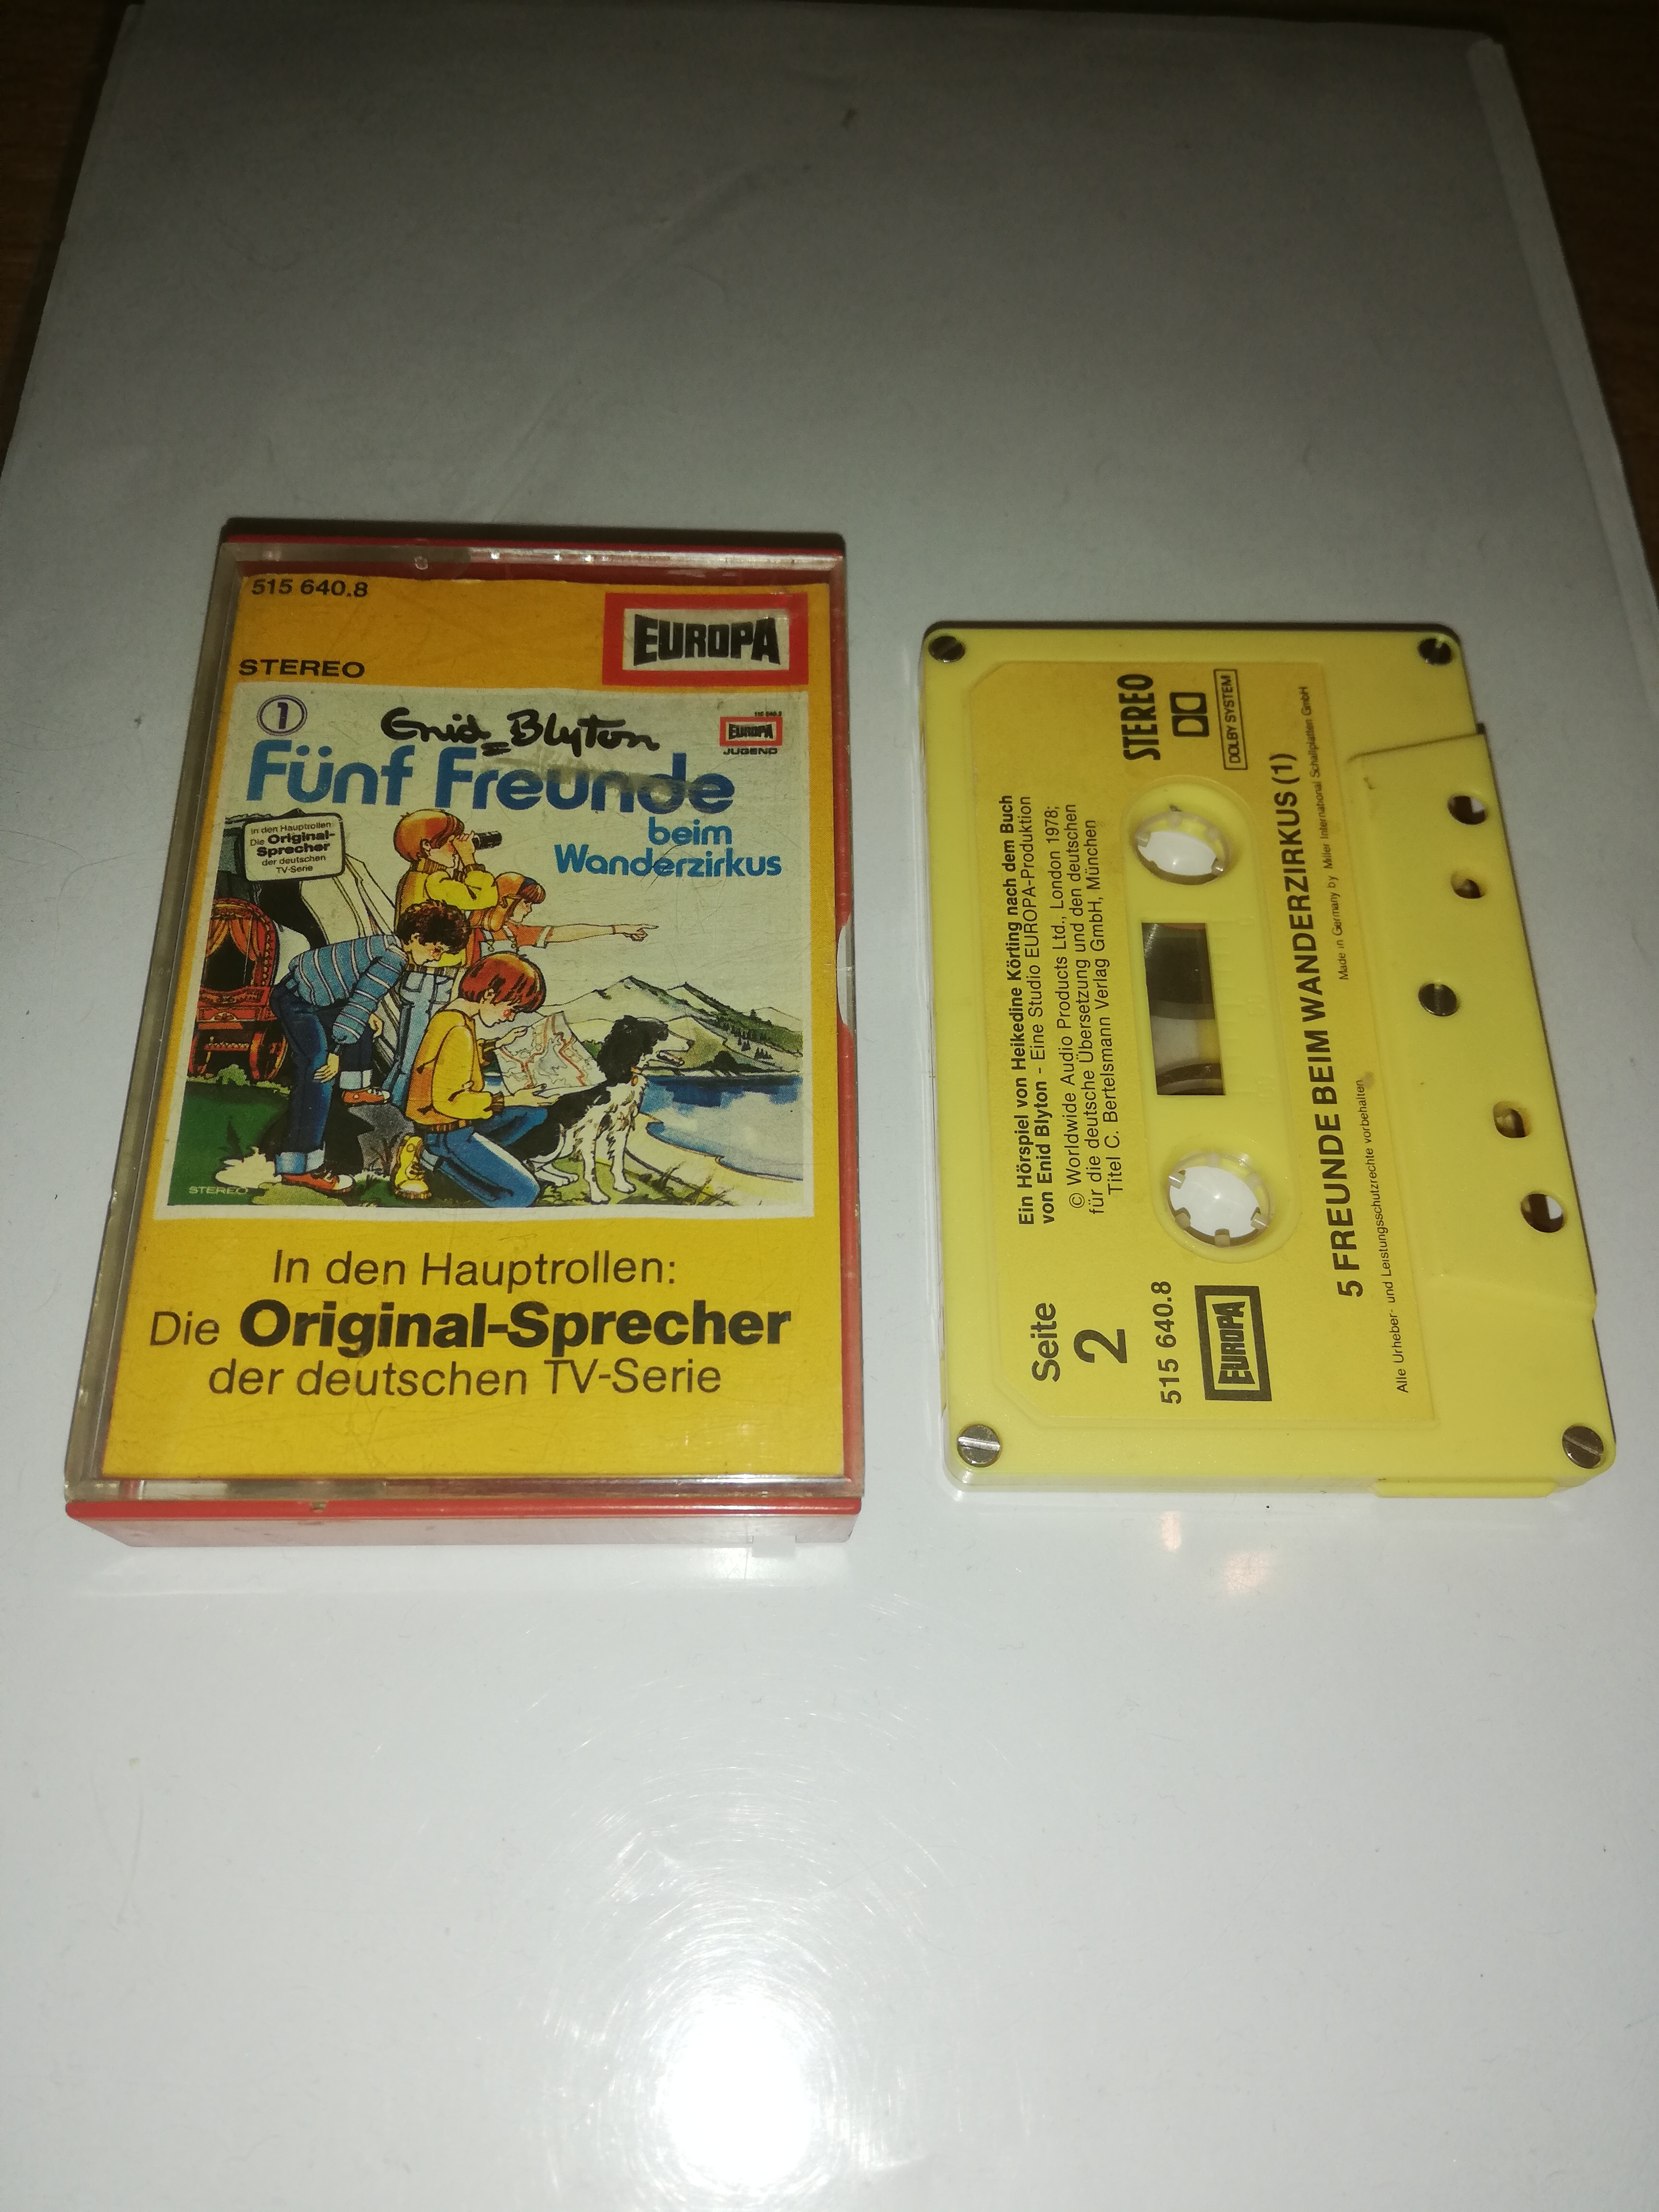 515 640.8
EUROPA
STEREO
1
Enid Blyton
EUROPA
JUGEND
Fünf Freunde
beim
Wanderzirkus
In den Hauptrollen:
Die Original-
Sprecher
der deutschen
TV-Serie
STEREO
In den Hauptrollen:
Die Original-Sprecher
der deutschen TV-Serie
Ein Hörspiel von Heikedine Körting nach dem Buch
von Enid Blyton - Eine Studio EUROPA-Produktion
© Worldwide Audio Products Ltd., London 1978;
für die deutsche Übersetzung und den deutschen
Titel C. Bertelsmann Verlag GmbH, München
Seite
2
STEREO
DOLBY SYSTEM
515 640.8
EUROPA
5 FREUNDE BEIM WANDERZIRKUS (1)
Made in Germany by Miller International Schallplatten GmbH
Alle Urheber- und Leistungsschutzrechte vorbehalten